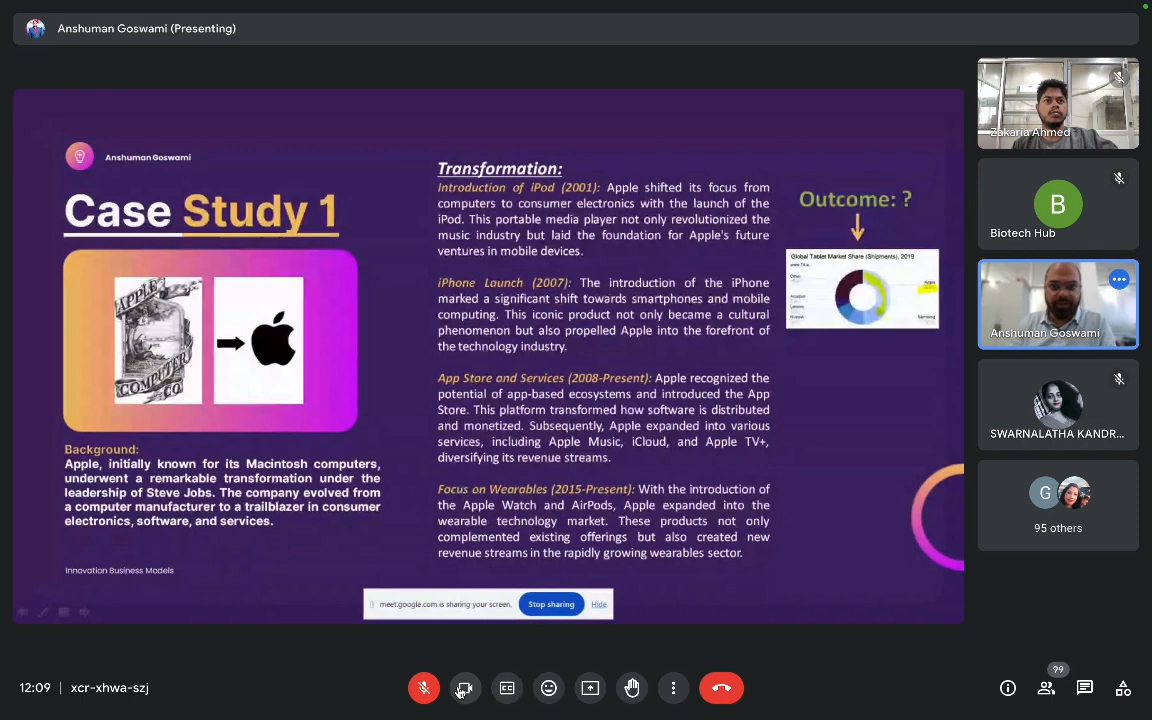 Anshuman Goswami (Presenting)
Anshuman Goswami
Case Study 1
APPLE
COMPUTER
CO
Background:
Apple, initially known for its Macintosh computers,
underwent a remarkable transformation under the
leadership of Steve Jobs. The company evolved from
a computer manufacturer to a trailblazer in consumer
electronics, software, and services.
Innovation Business Models
Transformation:
Introduction of iPod (2001): Apple shifted its focus from
computers to consumer electronics with the launch of the
iPod. This portable media player not only revolutionized the
music industry but laid the foundation for Apple's future
ventures in mobile devices.
iPhone Launch (2007): The introduction of the iPhone
marked a significant shift towards smartphones and mobile
computing. This iconic product not only became a cultural
phenomenon but also propelled Apple into the forefront of
the technology industry.
App Store and Services (2008-Present): Apple recognized the
potential of app-based ecosystems and introduced the App
Store. This platform transformed how software is distributed
and monetized. Subsequently, Apple expanded into various
services, including Apple Music, iCloud, and Apple TV+,
diversifying its revenue streams.
Focus on Wearables (2015-Present): With the introduction of
the Apple Watch and AirPods, Apple expanded into the
wearable technology market. These products not only
complemented existing offerings but also created new
revenue streams in the rapidly growing wearables sector.
Outcome: ?
Global Tablet Market Share (Shipments), 2019
Samsung
meet.google.com is sharing your screen.
Stop sharing
Hide
Zakaria Ahmed
B
Biotech Hub
Anshuman Goswami
SWARNALATHA KANDR...
G
95 others
12:09 | xcr-xhwa-szj
99